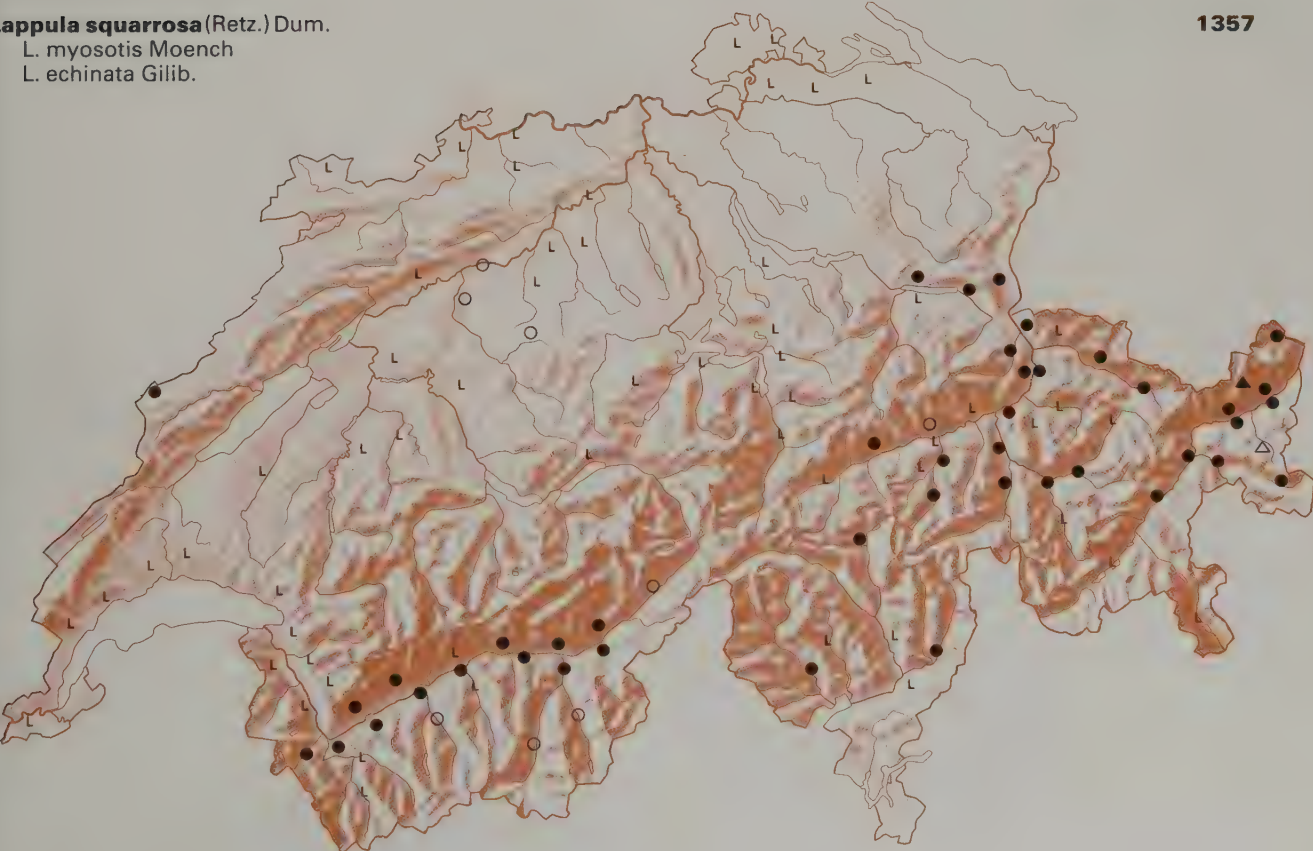 appula squarrosa (Retz.) Dum.
L. myosotis Moench
L. echinata Gilib.
1357